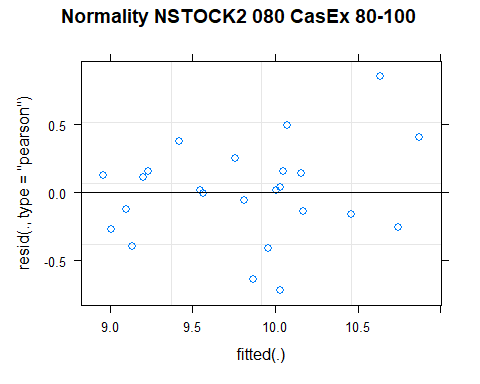 Normality NSTOCK2 080 CasEx 80-100
resid(., type = "pearson")
0.5
0.0
-0.5
9.0 9.5 10.0 10.5
fitted(.)